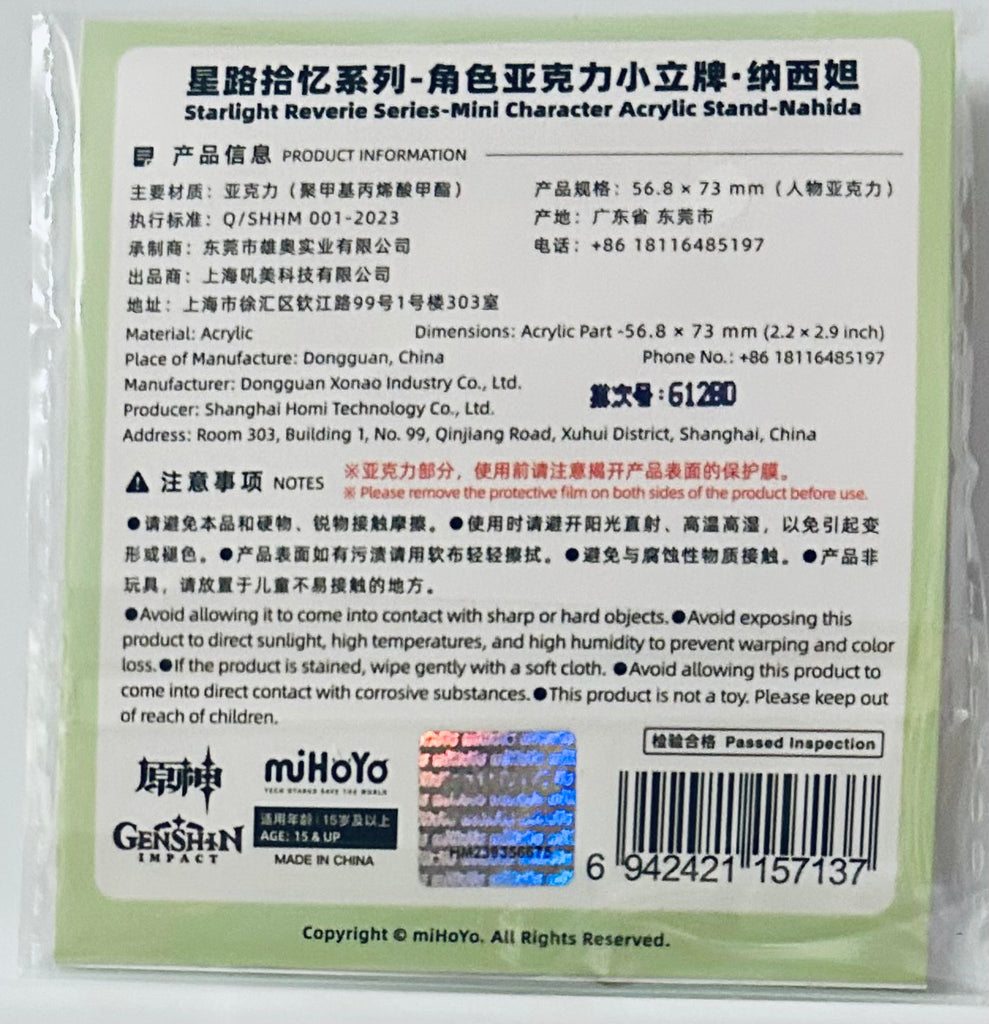 星路拾忆系列-角色亚克力小立牌·纳西妲
Starlight Reverie Series-Mini Character Acrylic Stand-Nahida
产品信息 PRODUCT INFORMATION
主要材质：亚克力（聚甲基丙烯酸甲酯） 产品规格：56.8 × 73 mm（人物亚克力）
执行标准：Q/SHHM 001-2023 产地：广东省 东莞市
承制商：东莞市雄奥实业有限公司 电话：+86 18116485197
出品商：上海吼美科技有限公司
地址：上海市徐汇区钦江路99号1号楼303室
Material: Acrylic Dimensions: Acrylic Part -56.8 × 73 mm (2.2 × 2.9 inch)
Place of Manufacture: Dongguan, China Phone No.: +86 18116485197
Manufacturer: Dongguan Xonao Industry Co., Ltd.
批次号:61280
Producer: Shanghai Homi Technology Co., Ltd.
Address: Room 303, Building 1, No. 99, Qinjiang Road, Xuhui District, Shanghai, China
注意事项 NOTES
※亚克力部分，使用前请注意揭开产品表面的保护膜。
※ Please remove the protective film on both sides of the product before use.
●请避免本品和硬物、锐物接触摩擦。●使用时请避开阳光直射、高温高湿，以免引起变
形或褪色。●产品表面如有污渍请用软布轻轻擦拭。●避免与腐蚀性物质接触。●产品非
玩具，请放置于儿童不易接触的地方。
●Avoid allowing it to come into contact with sharp or hard objects.●Avoid exposing this
product to direct sunlight, high temperatures, and high humidity to prevent warping and color
loss.●If the product is stained, wipe gently with a soft cloth. ●Avoid allowing this product to
come into direct contact with corrosive substances.●This product is not a toy. Please keep out
of reach of children.
检验合格 Passed Inspection
原神
GENSHIN
IMPACT
miHoYo
TECH OTAKUS SAVE THE WORLD
适用年龄：15岁及以上
AGE: 15 & UP
MADE IN CHINA
6 942421 157137
Copyright © miHoYo. All Rights Reserved.